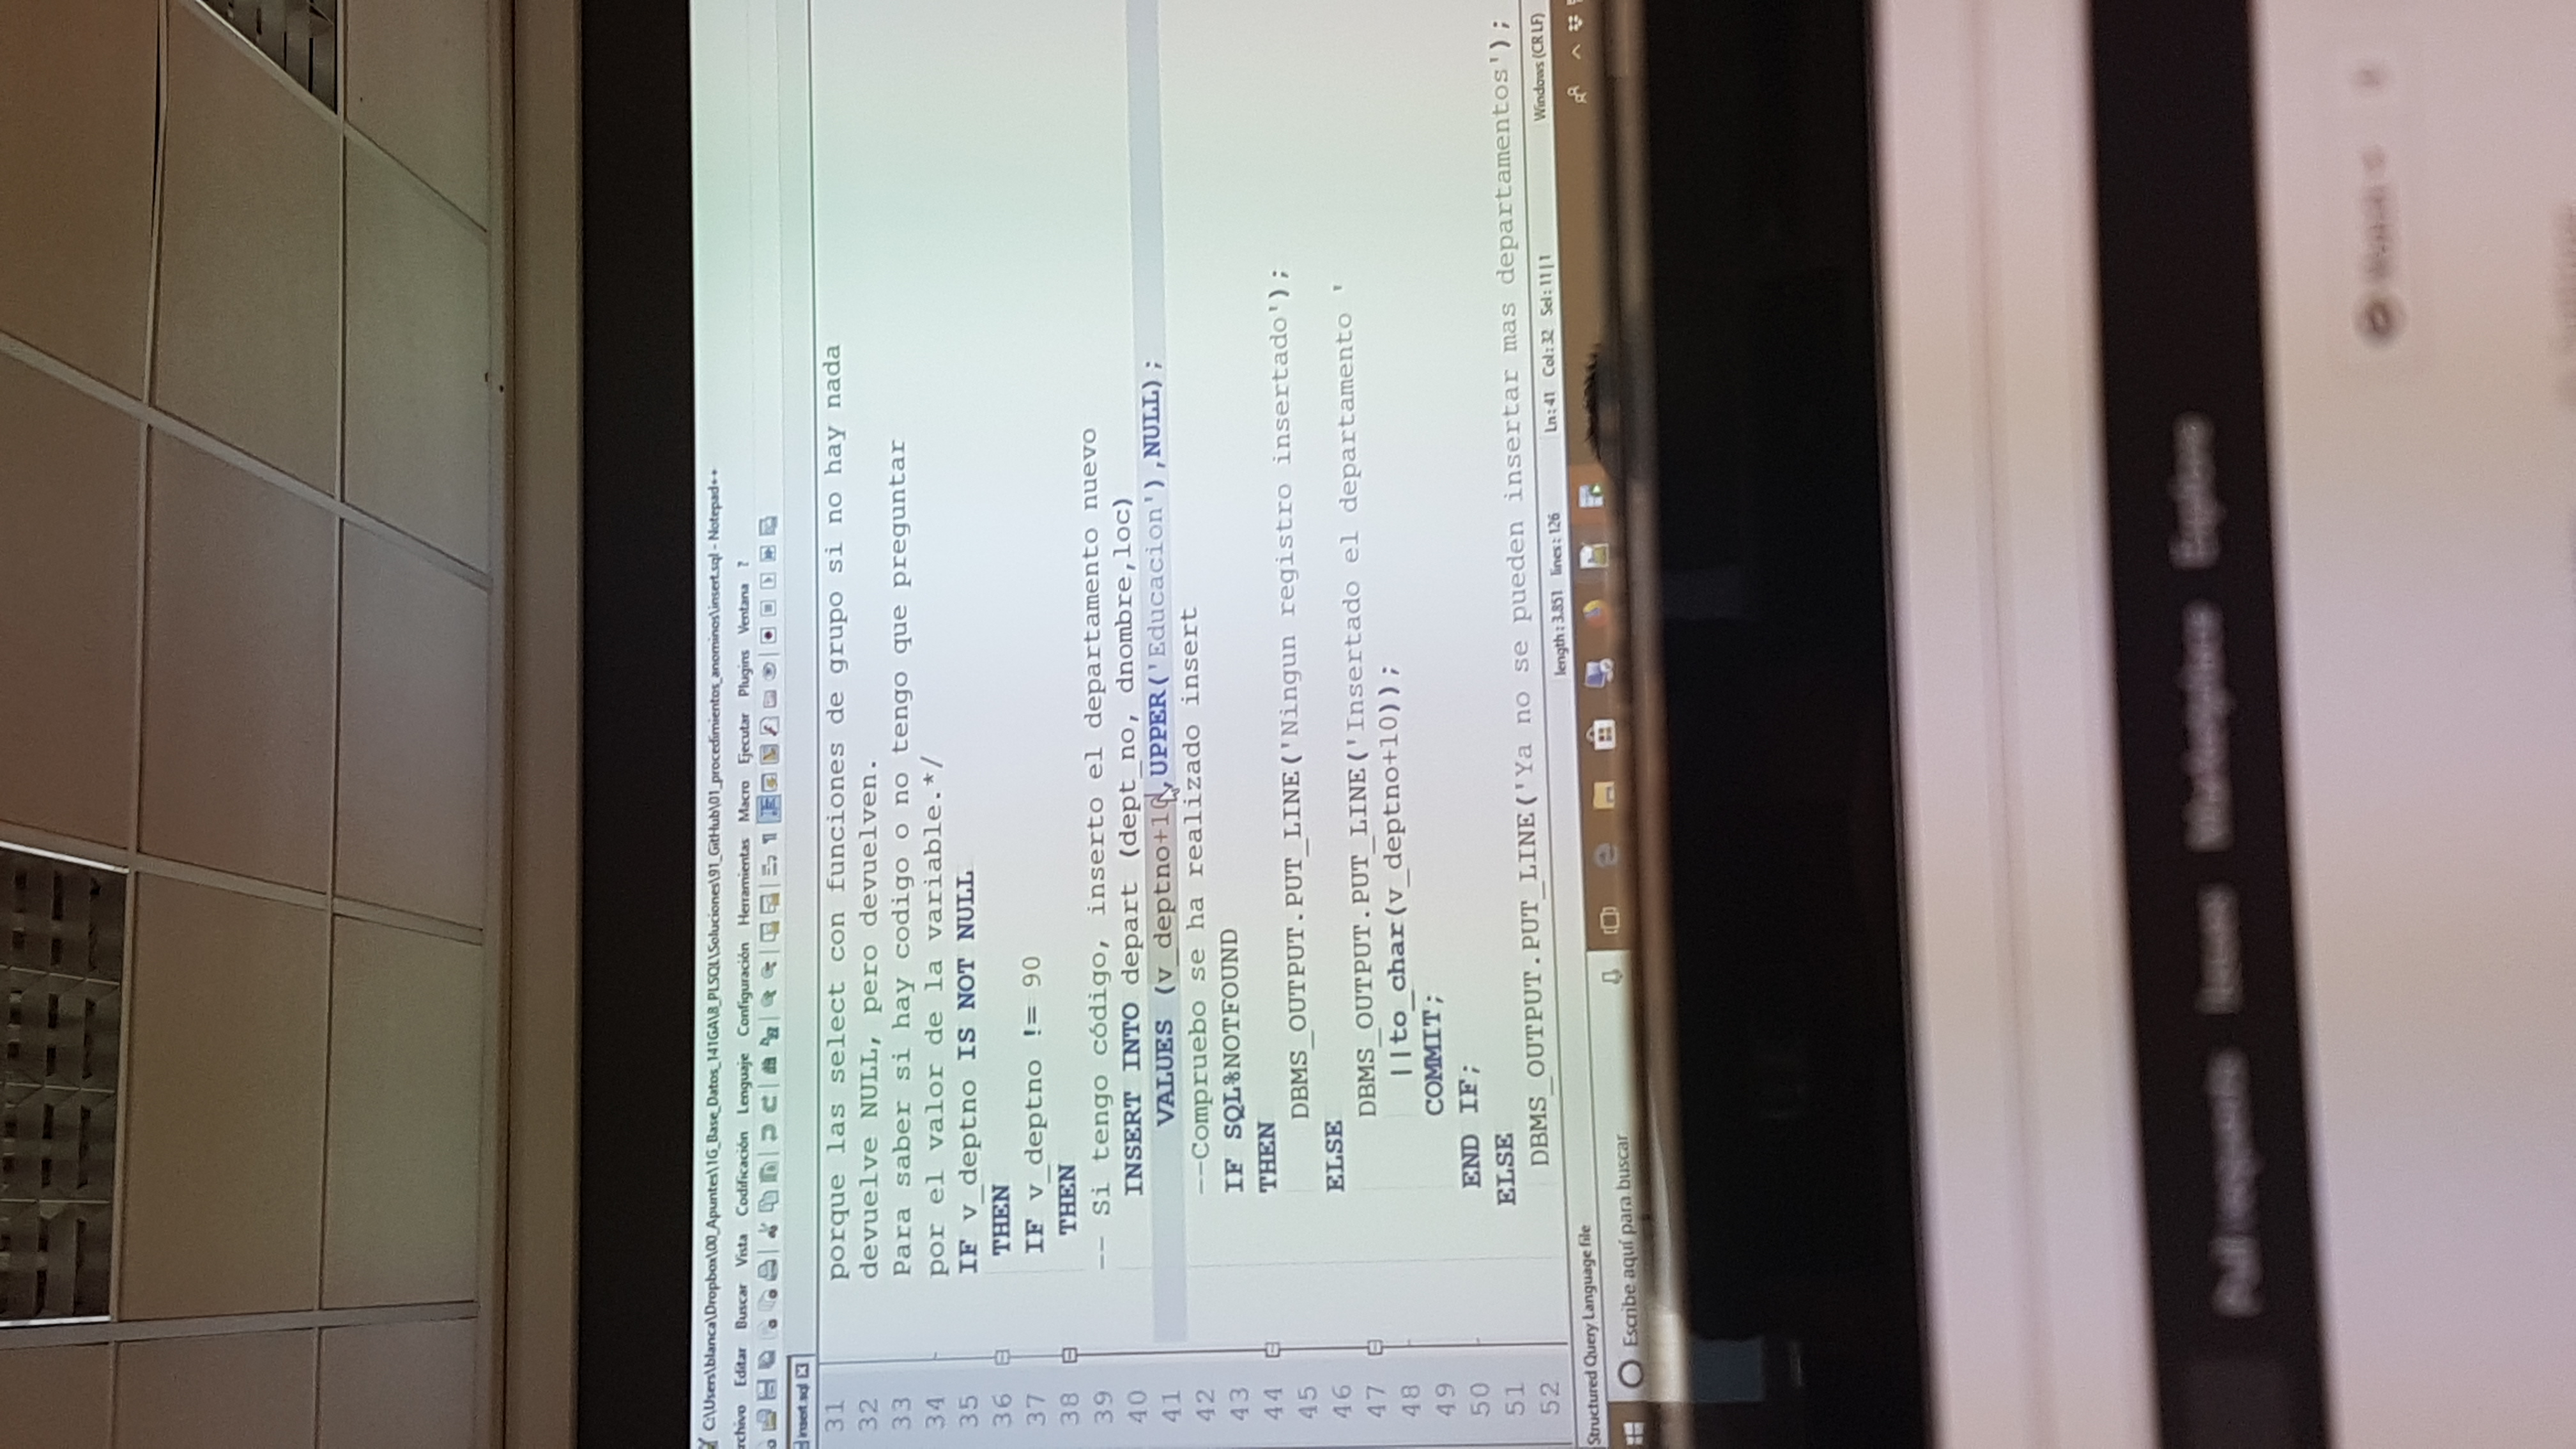 C:\Users\blanca\Dropbox\00_Apuntes\1G_Base_Datos_141GA\8_PLSQL\Soluciones\91_GitHub\01_procedimientos_anominos\insert.sql - Notepad++
rchivo Editar Buscar Vista Codificación Lenguaje Configuración Herramientas Macro Ejecutar Plugins Ventana ?
insert.sql
31 porque las select con funciones de grupo si no hay nada
32 devuelve NULL, pero devuelven.
33 Para saber si hay codigo o no tengo que preguntar
34 por el valor de la variable.*/
35 IF v_deptno IS NOT NULL
36 THEN
37 IF v_deptno != 90
38 THEN
39 -- Si tengo código, inserto el departamento nuevo
40 INSERT INTO depart (dept_no, dnombre,loc)
41 VALUES (v_deptno+10,UPPER('Educacion'),NULL);
42 --Compruebo se ha realizado insert
43 IF SQL%NOTFOUND
44 THEN
45 DBMS_OUTPUT.PUT_LINE('Ningun registro insertado');
46 ELSE
47 DBMS_OUTPUT.PUT_LINE('Insertado el departamento '
48 ||to_char(v_deptno+10));
49 COMMIT;
50 END IF;
51 ELSE
52 DBMS_OUTPUT.PUT_LINE('Ya no se pueden insertar mas departamentos');
Structured Query Language file length : 3.851 lines : 126 Ln : 41 Col : 32 Sel : 11 | 1 Windows (CR LF)
Escribe aquí para buscar
Pull requests Issues Marketplace Explore